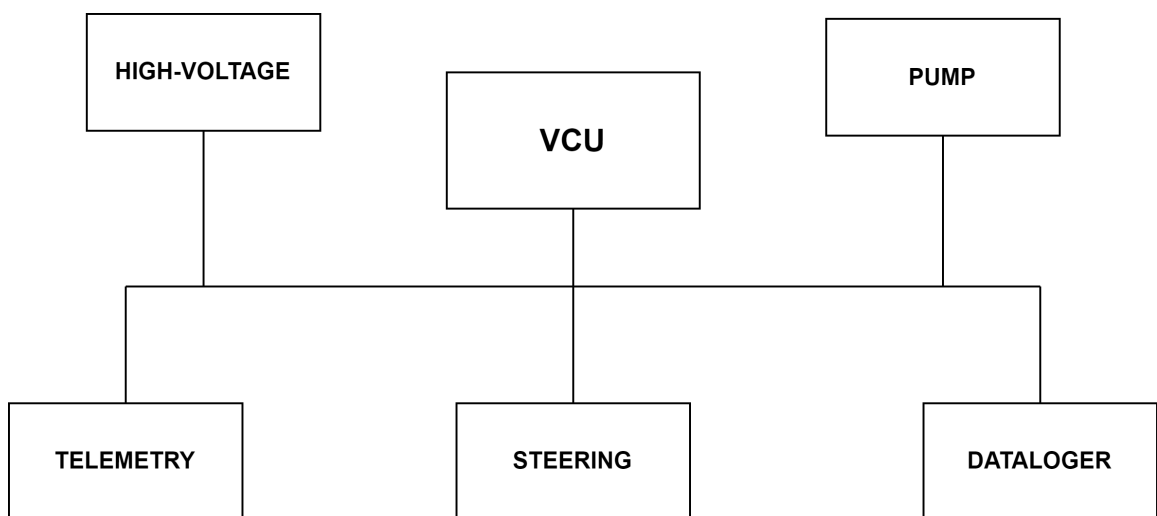 HIGH-VOLTAGE
VCU
PUMP
TELEMETRY
STEERING
DATALOGER